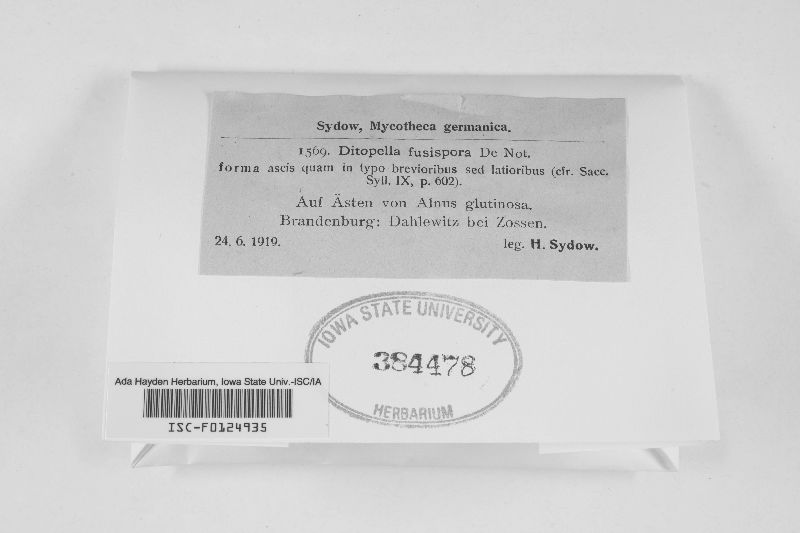 Sydow, Mycotheca germanica.
1569. Ditopella fusispora De Not.
forma ascis quam in typo brevioribus sed latioribus (cfr. Sacc.
Syll. IX, p. 602).
Auf Ästen von Alnus glutinosa.
Brandenburg: Dahlewitz bei Zossen.
24. 6. 1919. leg. H. Sydow.
IOWA STATE UNIVERSITY
384478
HERBARIUM
Ada Hayden Herbarium, Iowa State Univ.-ISC/IA
ISC-F0124935